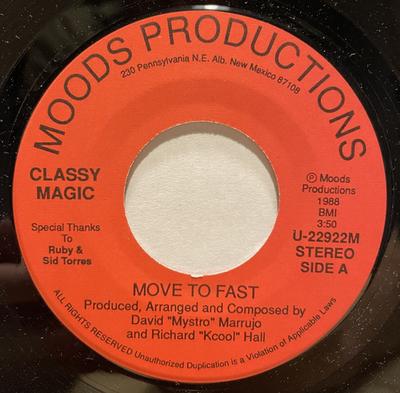 MOODS PRODUCTIONS
230 Pennsylvania N.E. Alb. New Mexico 87108
CLASSY
MAGIC
Special Thanks
To
Ruby &
Sid Torres
℗ Moods
Productions
1988
BMI
3:50
U-22922M
STEREO
SIDE A
MOVE TO FAST
Produced, Arranged and Composed by
David "Mystro" Marrujo
and Richard "Kcool" Hall
ALL RIGHTS RESERVED Unauthorized Duplication is a Violation of Applicable Laws